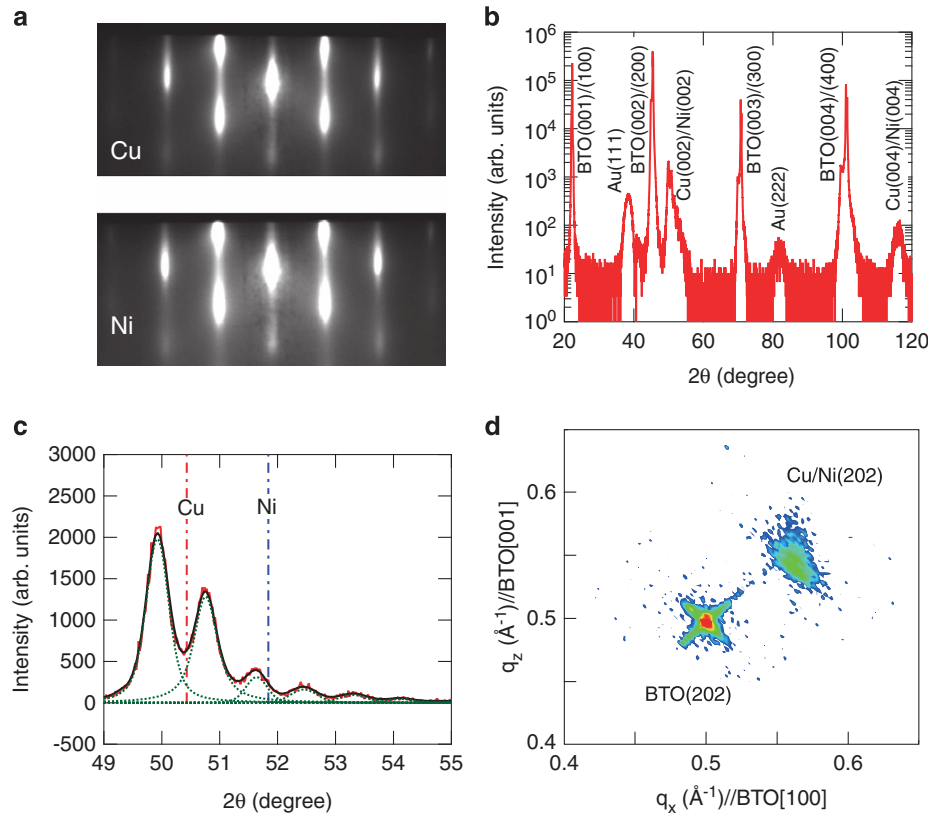 a
Cu
Ni
b
Intensity (arb. units)
10^6
10^5
10^4
10^3
10^2
10^1
10^0
BTO(001)/(100)
Au(111)
BTO(002)/(200)
Cu(002)/Ni(002)
BTO(003)/(300)
Au(222)
BTO(004)/(400)
Cu(004)/Ni(004)
20 40 60 80 100 120
2θ (degree)
c
Intensity (arb. units)
3000
2500
2000
1500
1000
500
0
-500
Cu
Ni
49 50 51 52 53 54 55
2θ (degree)
d
q_z (Å^-1)//BTO[001]
0.6
0.5
0.4
Cu/Ni(202)
BTO(202)
0.4 0.5 0.6
q_x (Å^-1)//BTO[100]